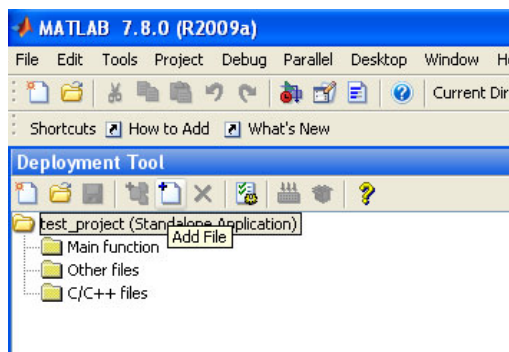 MATLAB 7.8.0 (R2009a)
File Edit Tools Project Debug Parallel Desktop Window
Current Dir
Shortcuts How to Add What's New
Deployment Tool
test_project (Standalone Application)
Add File
Main function
Other files
C/C++ files